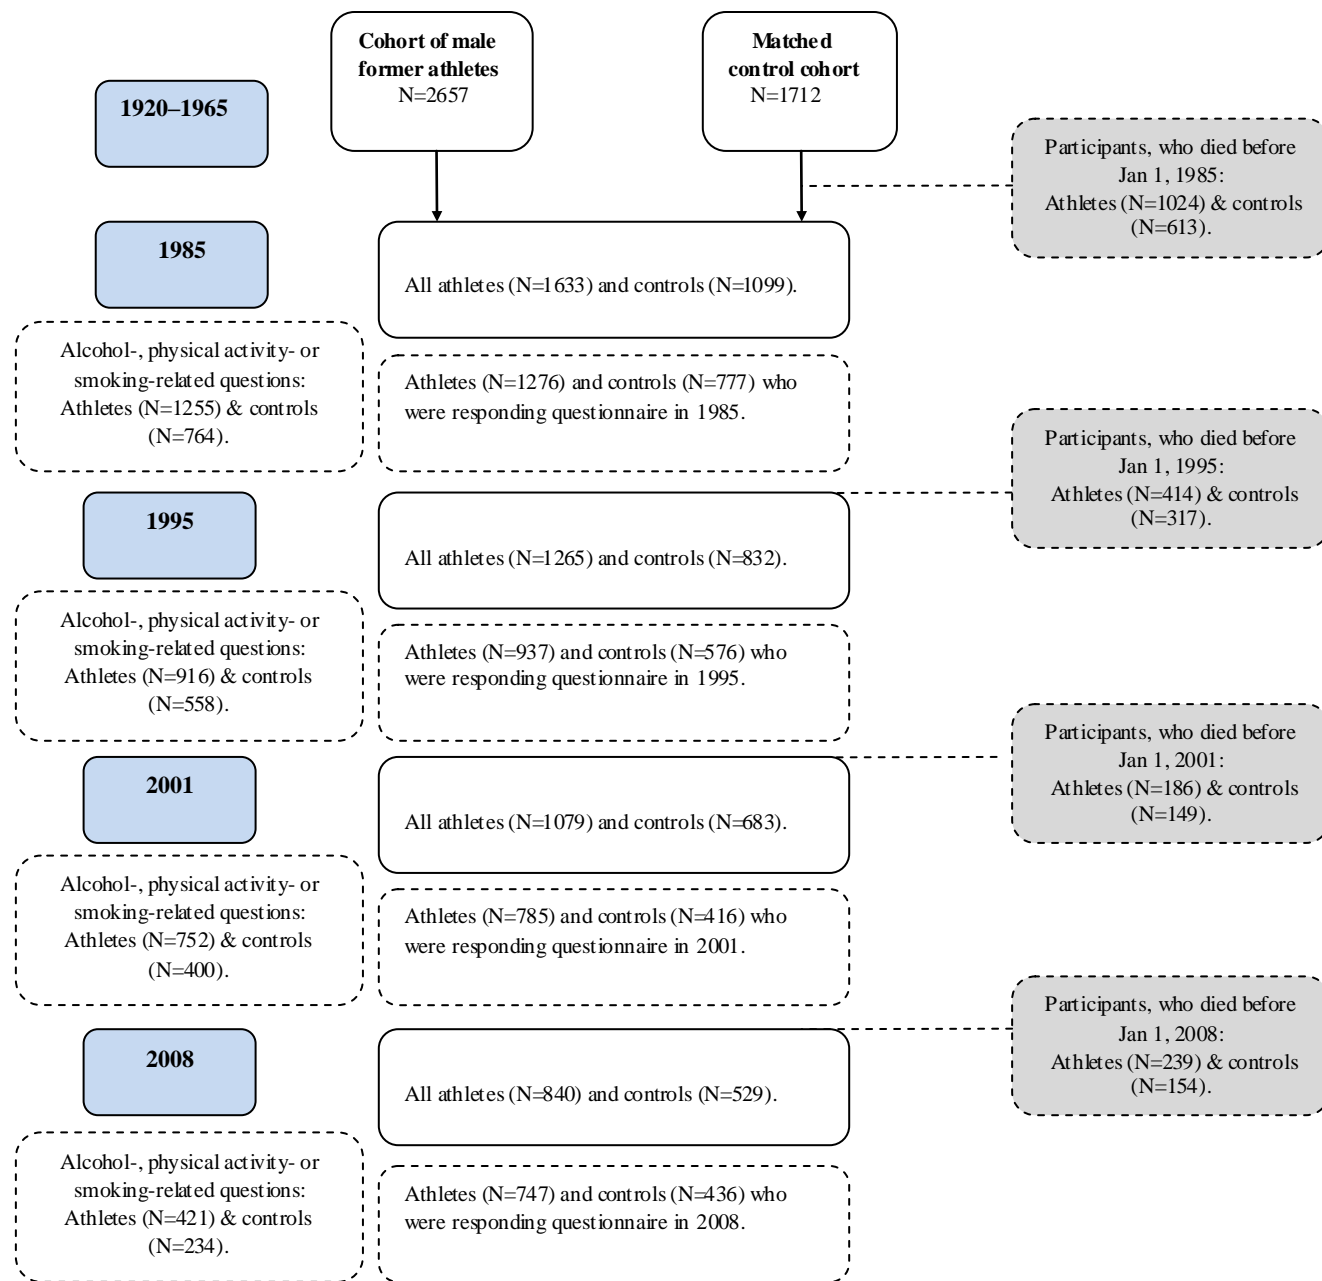 Cohort of male
former athletes
N=2657
Matched
control cohort
N=1712
1920–1965
Participants, who died before
Jan 1, 1985:
Athletes (N=1024) & controls
(N=613).
1985
All athletes (N=1633) and controls (N=1099).
Alcohol-, physical activity- or
smoking-related questions:
Athletes (N=1255) & controls
(N=764).
Athletes (N=1276) and controls (N=777) who
were responding questionnaire in 1985.
Participants, who died before
Jan 1, 1995:
Athletes (N=414) & controls
(N=317).
1995
All athletes (N=1265) and controls (N=832).
Alcohol-, physical activity- or
smoking-related questions:
Athletes (N=916) & controls
(N=558).
Athletes (N=937) and controls (N=576) who
were responding questionnaire in 1995.
Participants, who died before
Jan 1, 2001:
Athletes (N=186) & controls
(N=149).
2001
All athletes (N=1079) and controls (N=683).
Alcohol-, physical activity- or
smoking-related questions:
Athletes (N=752) & controls
(N=400).
Athletes (N=785) and controls (N=416) who
were responding questionnaire in 2001.
Participants, who died before
Jan 1, 2008:
Athletes (N=239) & controls
(N=154).
2008
All athletes (N=840) and controls (N=529).
Alcohol-, physical activity- or
smoking-related questions:
Athletes (N=421) & controls
(N=234).
Athletes (N=747) and controls (N=436) who
were responding questionnaire in 2008.